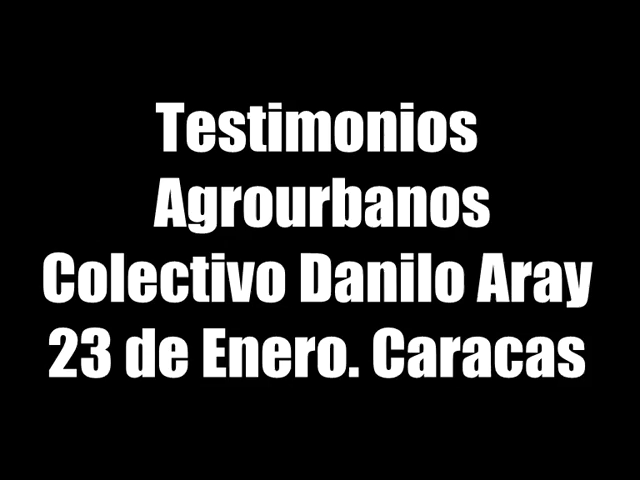 Testimonios
Agrourbanos
Colectivo Danilo Aray
23 de Enero. Caracas